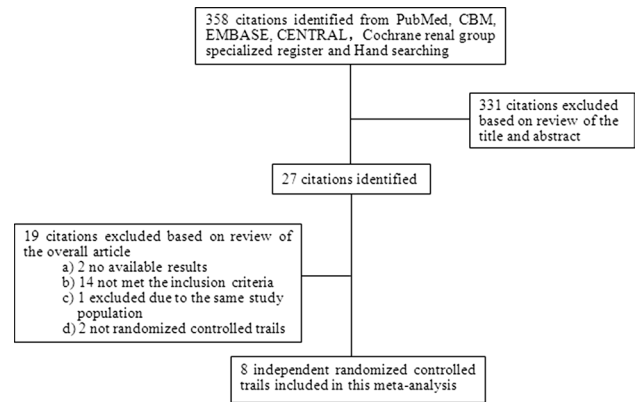 358 citations identified from PubMed, CBM,
EMBASE, CENTRAL, Cochrane renal group
specialized register and Hand searching
331 citations excluded
based on review of the
title and abstract
27 citations identified
19 citations excluded based on review of
the overall article
a) 2 no available results
b) 14 not met the inclusion criteria
c) 1 excluded due to the same study
population
d) 2 not randomized controlled trails
8 independent randomized controlled
trails included in this meta-analysis